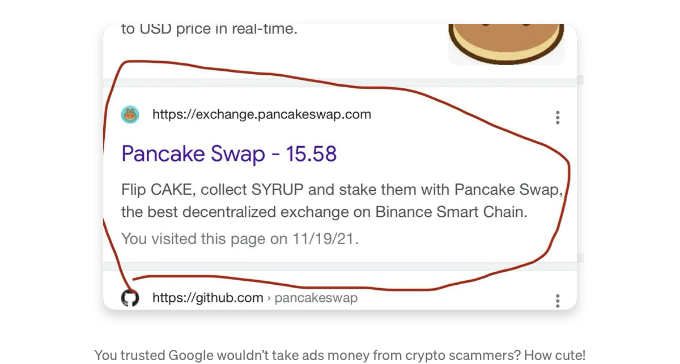 to USD price in real-time.
https://exchange.pancakeswap.com
Pancake Swap - 15.58
Flip CAKE, collect SYRUP and stake them with Pancake Swap,
the best decentralized exchange on Binance Smart Chain.
You visited this page on 11/19/21.
https://github.com › pancakeswap
You trusted Google wouldn't take ads money from crypto scammers? How cute!